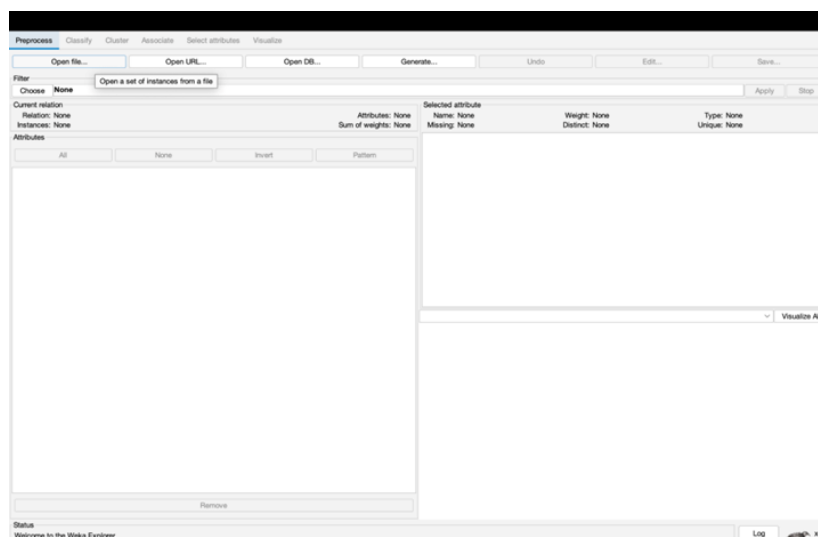 Preprocess Classify Cluster Associate Select attributes Visualize
Open file... Open URL... Open DB... Generate... Undo Edit... Save...
Filter
Open a set of instances from a file
Choose None Apply Stop
Current relation
Relation: None Attributes: None
Instances: None Sum of weights: None
Selected attribute
Name: None Weight: None Type: None
Missing: None Distinct: None Unique: None
Attributes
All None Invert Pattern
Visualize A
Remove
Status
Welcome to the Weka Explorer
Log x